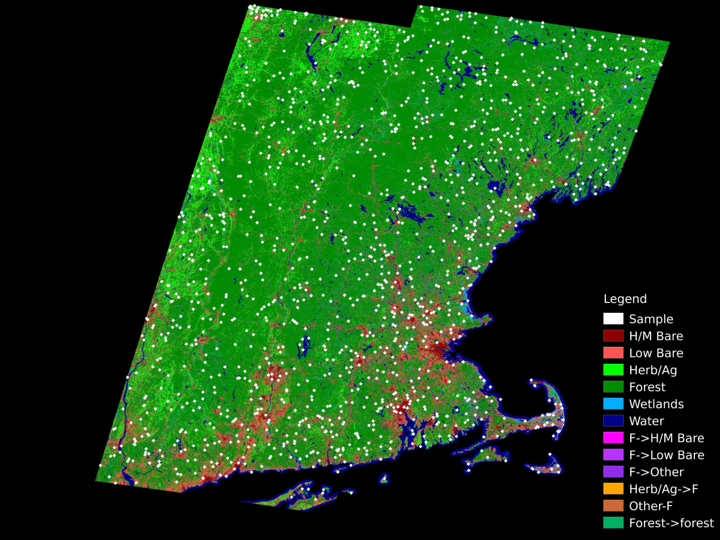 Legend
Sample
H/M Bare
Low Bare
Herb/Ag
Forest
Wetlands
Water
F->H/M Bare
F->Low Bare
F->Other
Herb/Ag->F
Other-F
Forest->forest